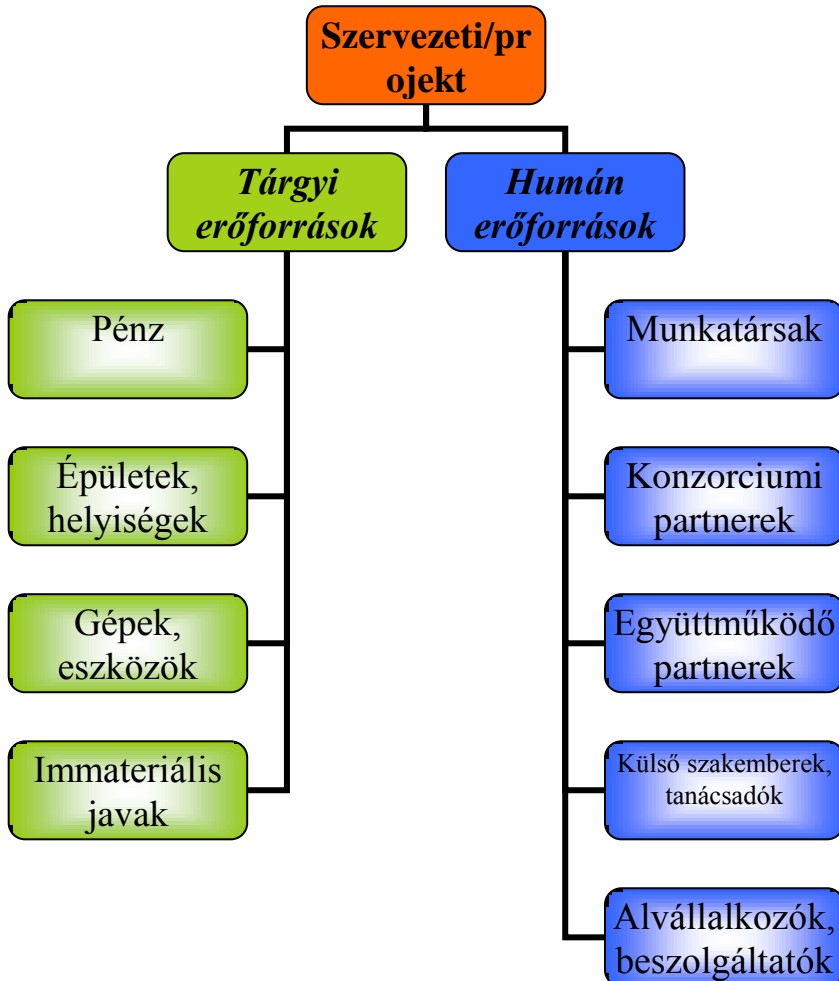 Szervezeti/pr
ojekt
Tárgyi
erőforrások
Humán
erőforrások
Pénz
Épületek,
helyiségek
Gépek,
eszközök
Immateriális
javak
Munkatársak
Konzorciumi
partnerek
Együttműködő
partnerek
Külső szakemberek,
tanácsadók
Alvállalkozók,
beszolgáltatók